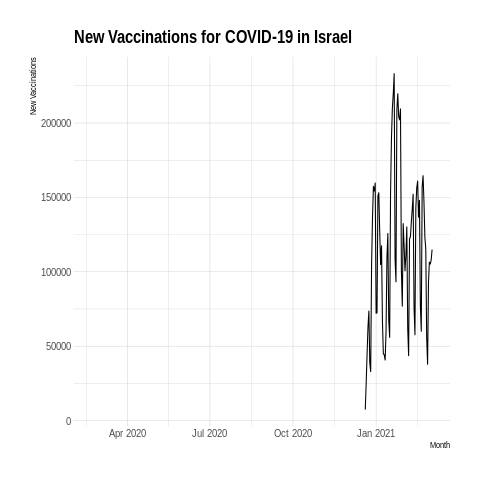 New Vaccinations for COVID-19 in Israel
New Vaccinations
200000
150000
100000
50000
0
Apr 2020 Jul 2020 Oct 2020 Jan 2021
Month